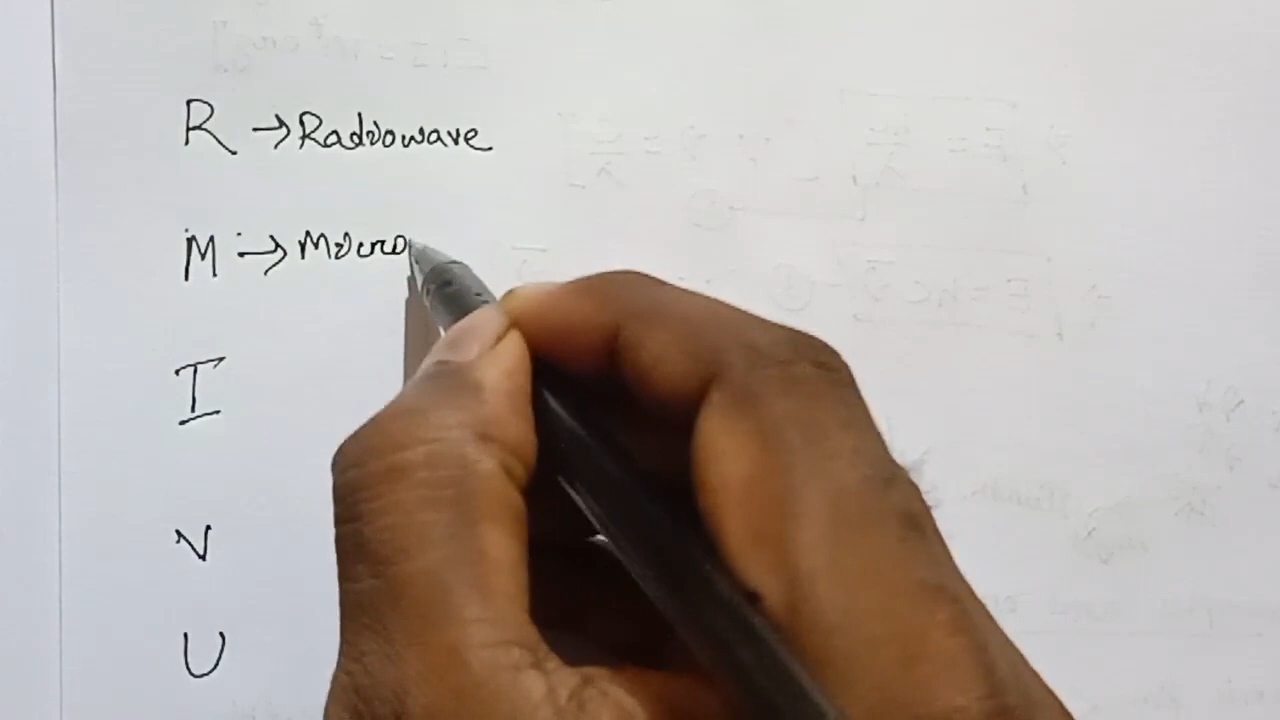 R → Radiowave
M → Micro
I
V
U